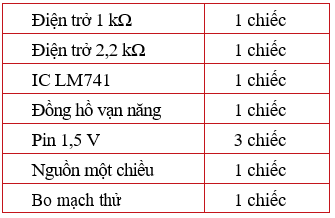 Điện trở 1 kΩ 1 chiếc
Điện trở 2,2 kΩ 1 chiếc
IC LM741 1 chiếc
Đồng hồ vạn năng 1 chiếc
Pin 1,5 V 3 chiếc
Nguồn một chiều 1 chiếc
Bo mạch thử 1 chiếc